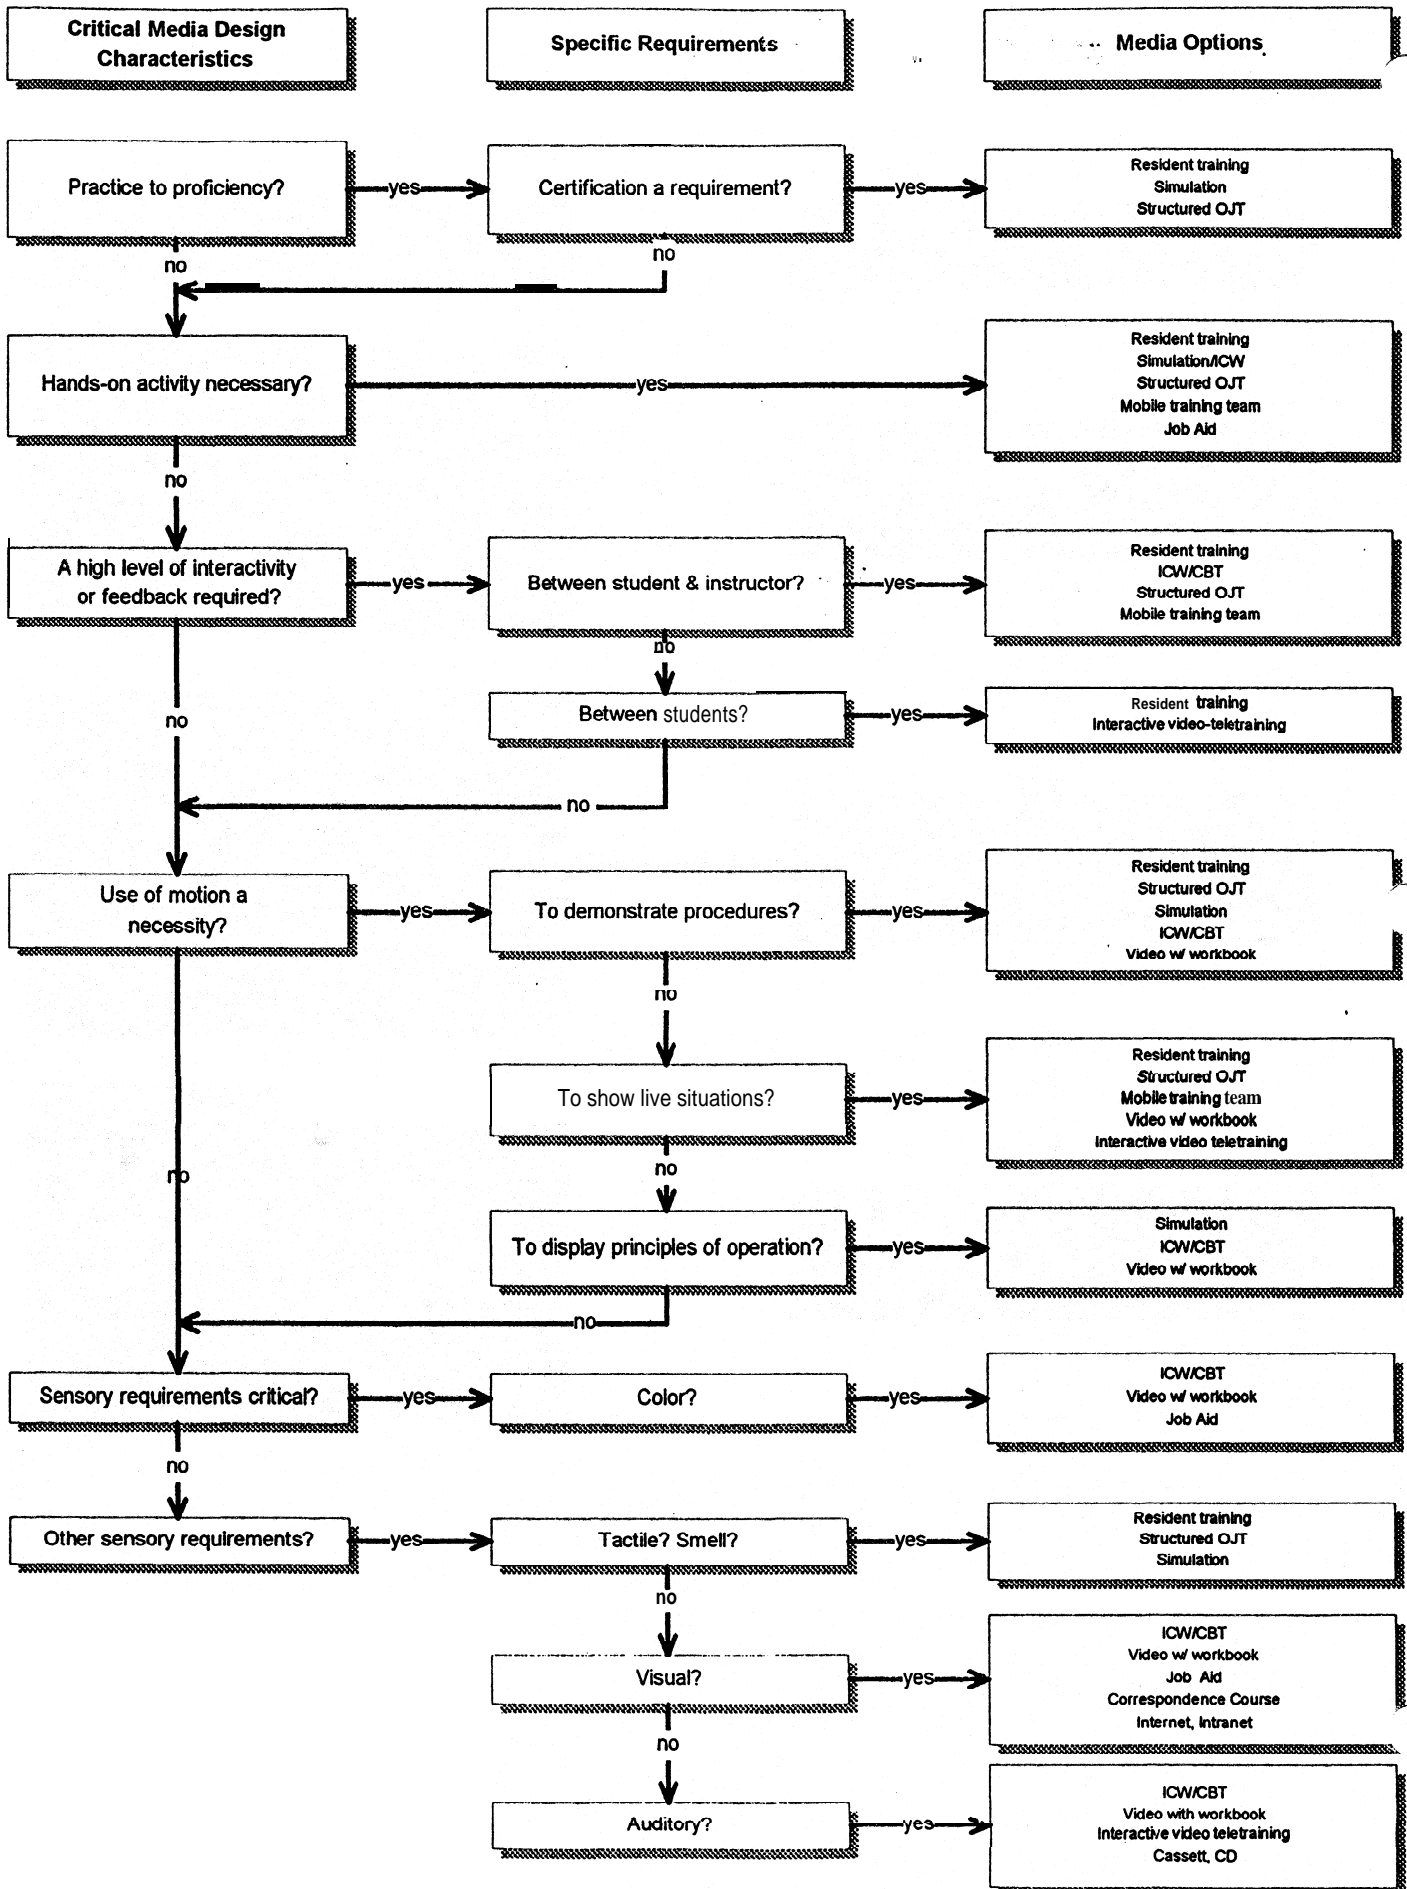 Critical Media Design
Characteristics
Specific Requirements
Media Options
Practice to proficiency?
yes
Certification a requirement?
yes
Resident training
Simulation
Structured OJT
no
no
Hands-on activity necessary?
yes
Resident training
Simulation/ICW
Structured OJT
Mobile training team
Job Aid
no
A high level of interactivity
or feedback required?
yes
Between student & instructor?
yes
Resident training
ICW/CBT
Structured OJT
Mobile training team
no
no
Between students?
yes
Resident training
Interactive video-teletraining
no
Use of motion a
necessity?
yes
To demonstrate procedures?
yes
Resident training
Structured OJT
Simulation
ICW/CBT
Video w/ workbook
no
no
To show live situations?
yes
Resident training
Structured OJT
Mobile training team
Video w/ workbook
Interactive video teletraining
no
To display principles of operation?
yes
Simulation
ICW/CBT
Video w/ workbook
no
Sensory requirements critical?
yes
Color?
yes
ICW/CBT
Video w/ workbook
Job Aid
no
Other sensory requirements?
yes
Tactile? Smell?
yes
Resident training
Structured OJT
Simulation
no
Visual?
yes
ICW/CBT
Video w/ workbook
Job Aid
Correspondence Course
Internet, Intranet
no
Auditory?
yes
ICW/CBT
Video with workbook
Interactive video teletraining
Cassett, CD